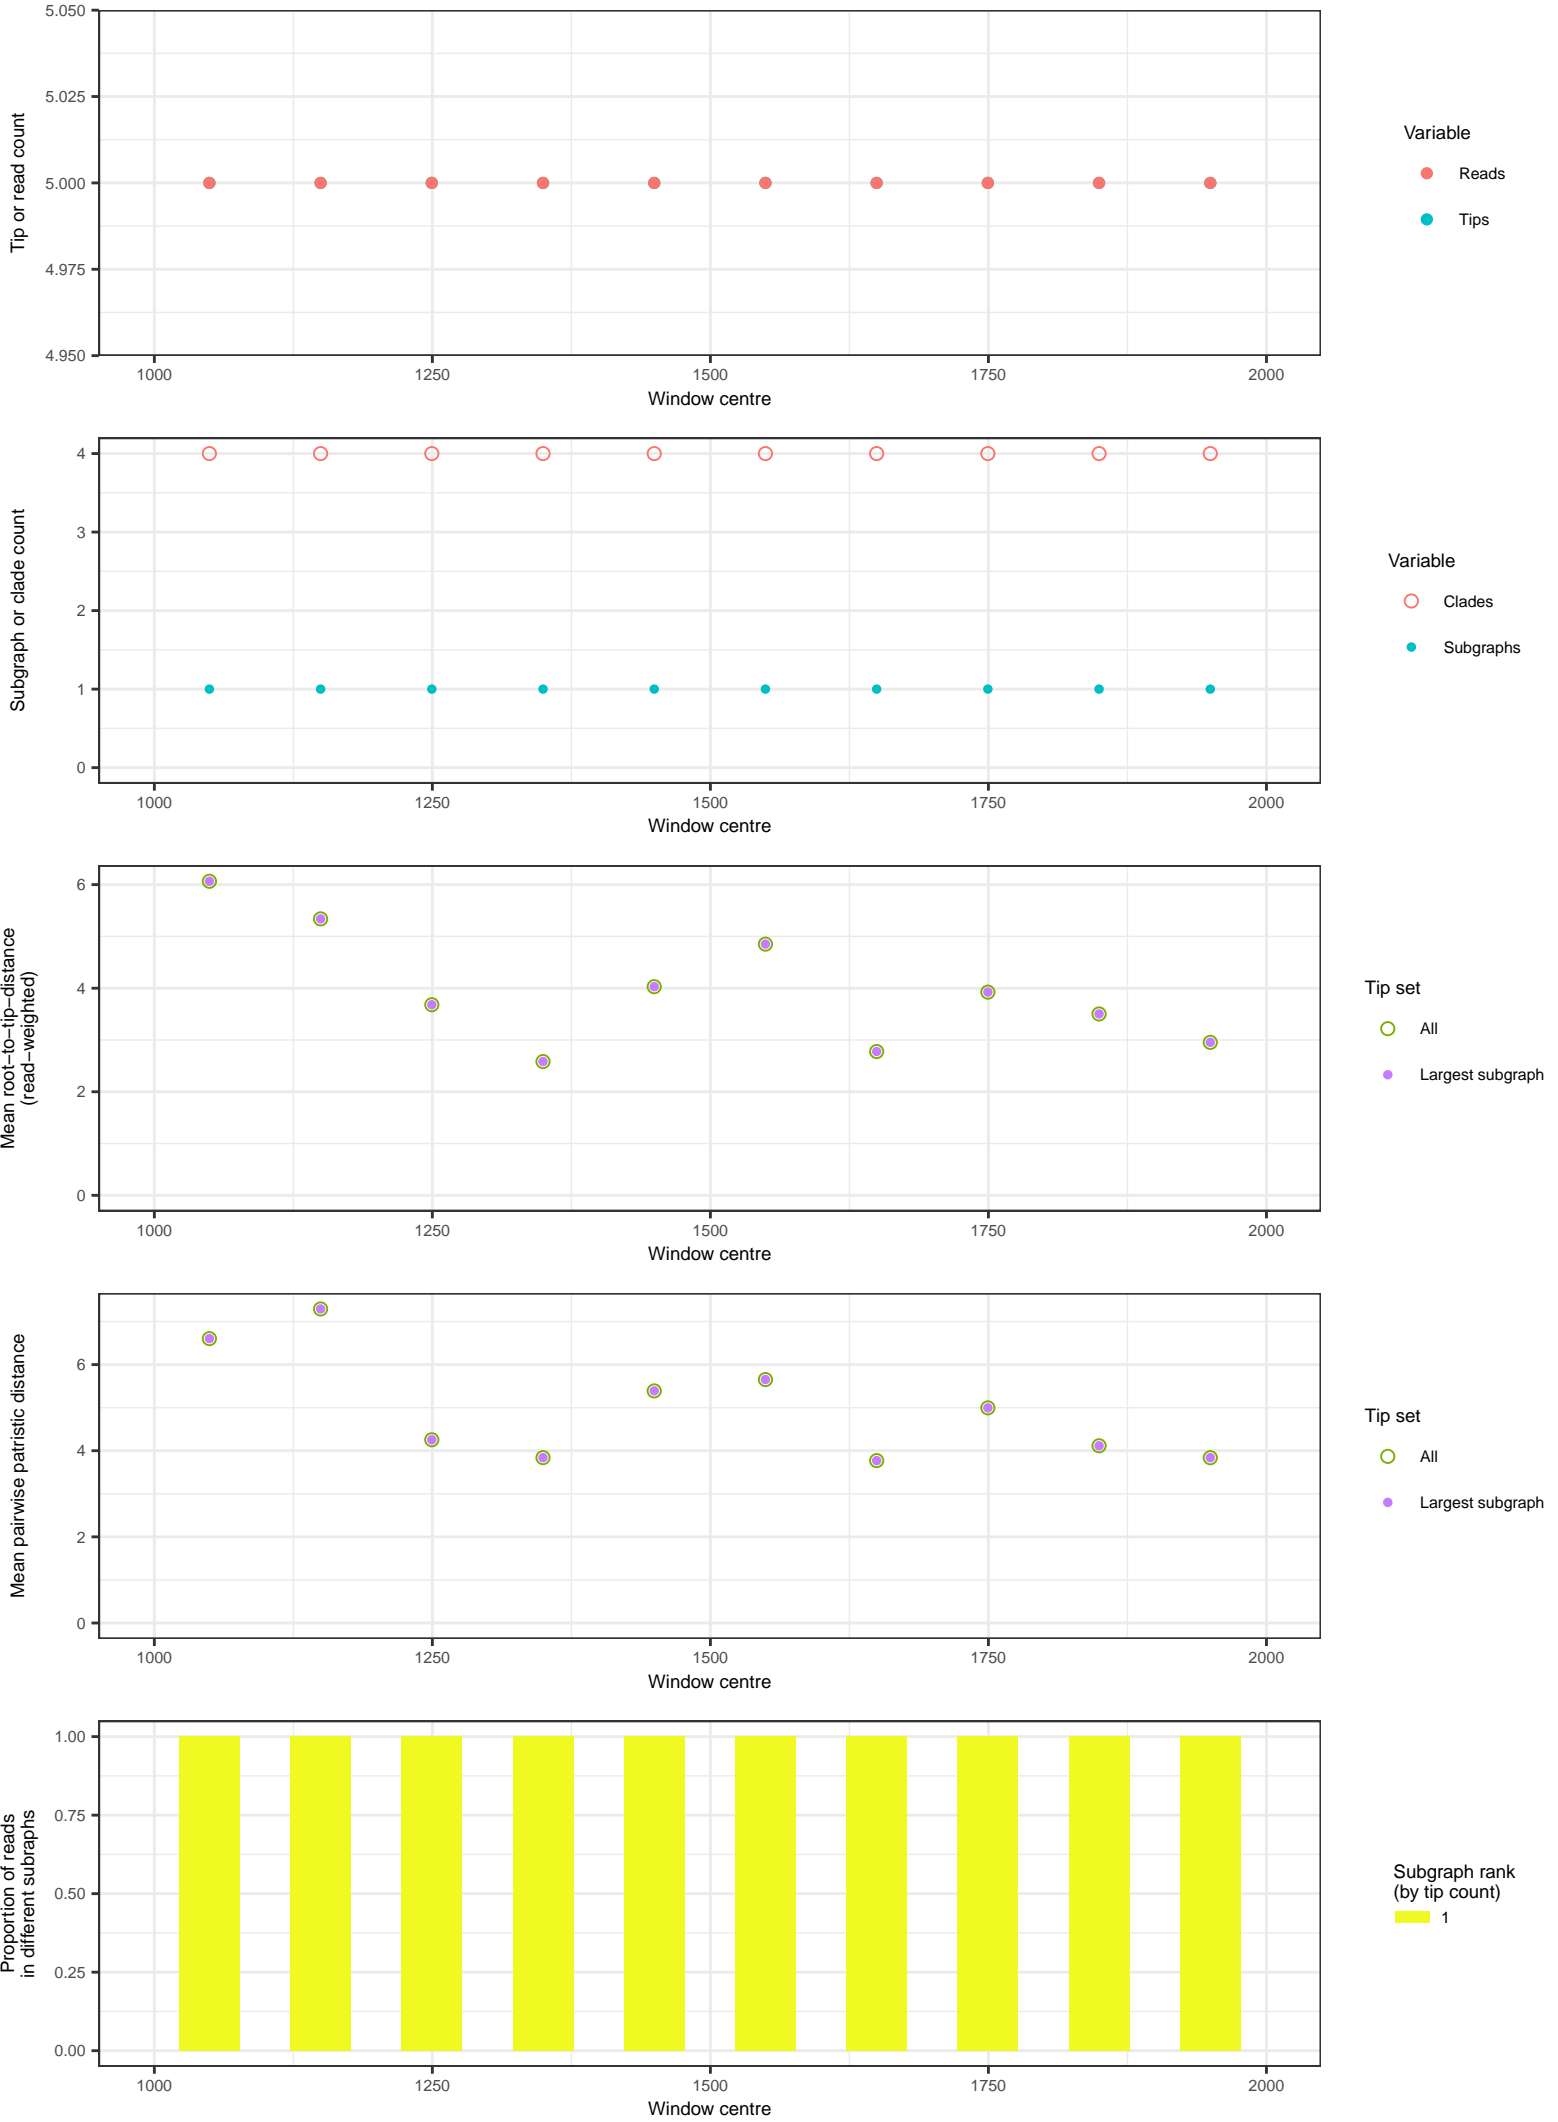 5.050
5.025
5.000
4.975
4.950
Tip or read count
1000 1250 1500 1750 2000
Window centre
Variable
Reads
Tips
4
3
2
1
0
Subgraph or clade count
1000 1250 1500 1750 2000
Window centre
Variable
Clades
Subgraphs
6
4
2
0
Mean root−to−tip−distance
(read−weighted)
1000 1250 1500 1750 2000
Window centre
Tip set
All
Largest subgraph
6
4
2
0
Mean pairwise patristic distance
1000 1250 1500 1750 2000
Window centre
Tip set
All
Largest subgraph
1.00
0.75
0.50
0.25
0.00
Proportion of reads
in different subraphs
1000 1250 1500 1750 2000
Window centre
Subgraph rank
(by tip count)
1